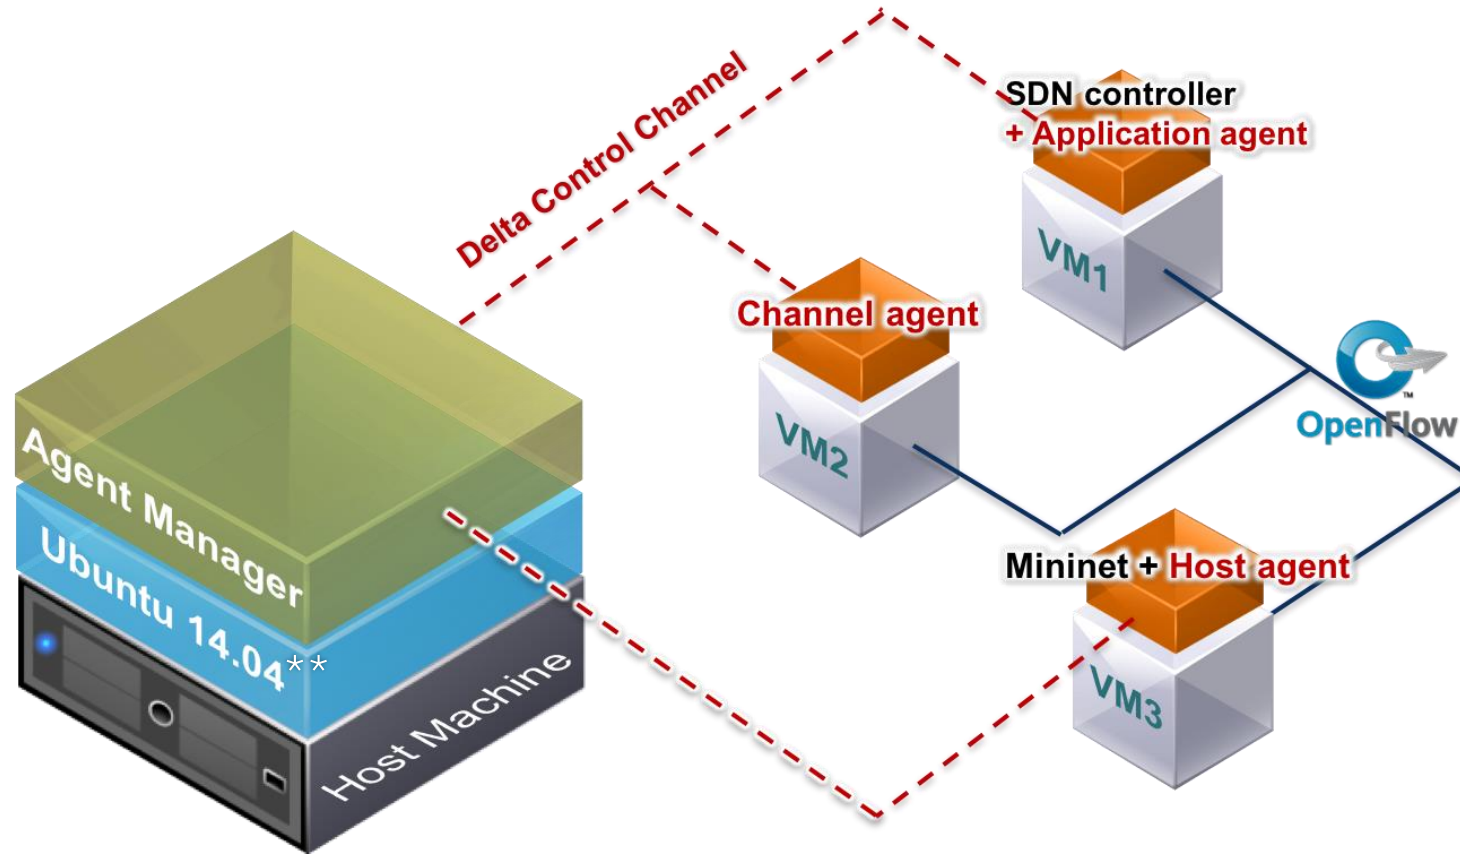 Delta Control Channel
SDN controller
+ Application agent
VM1
Channel agent
VM2
™
OpenFlow
Mininet + Host agent
VM3
Agent Manager
Ubuntu 14.04**
Host Machine